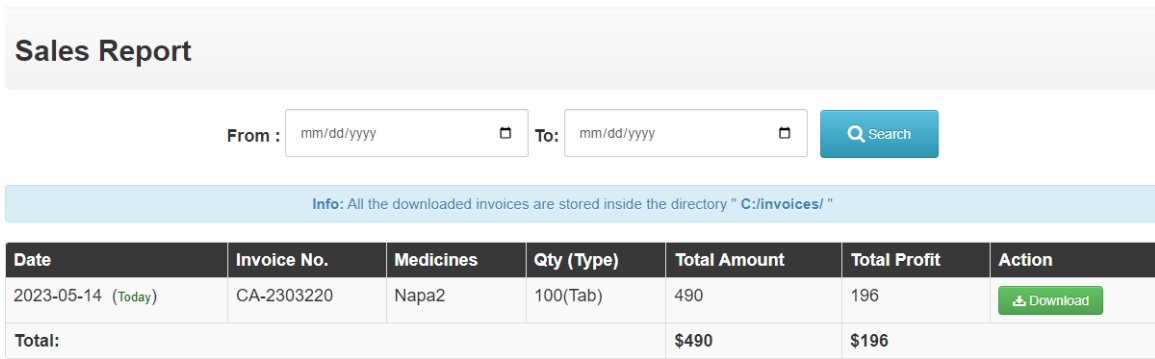 Sales Report
From : mm/dd/yyyy To: mm/dd/yyyy Search
Info: All the downloaded invoices are stored inside the directory " C:/invoices/ "
Date Invoice No. Medicines Qty (Type) Total Amount Total Profit Action
2023-05-14 (Today) CA-2303220 Napa2 100(Tab) 490 196 Download
Total: $490 $196